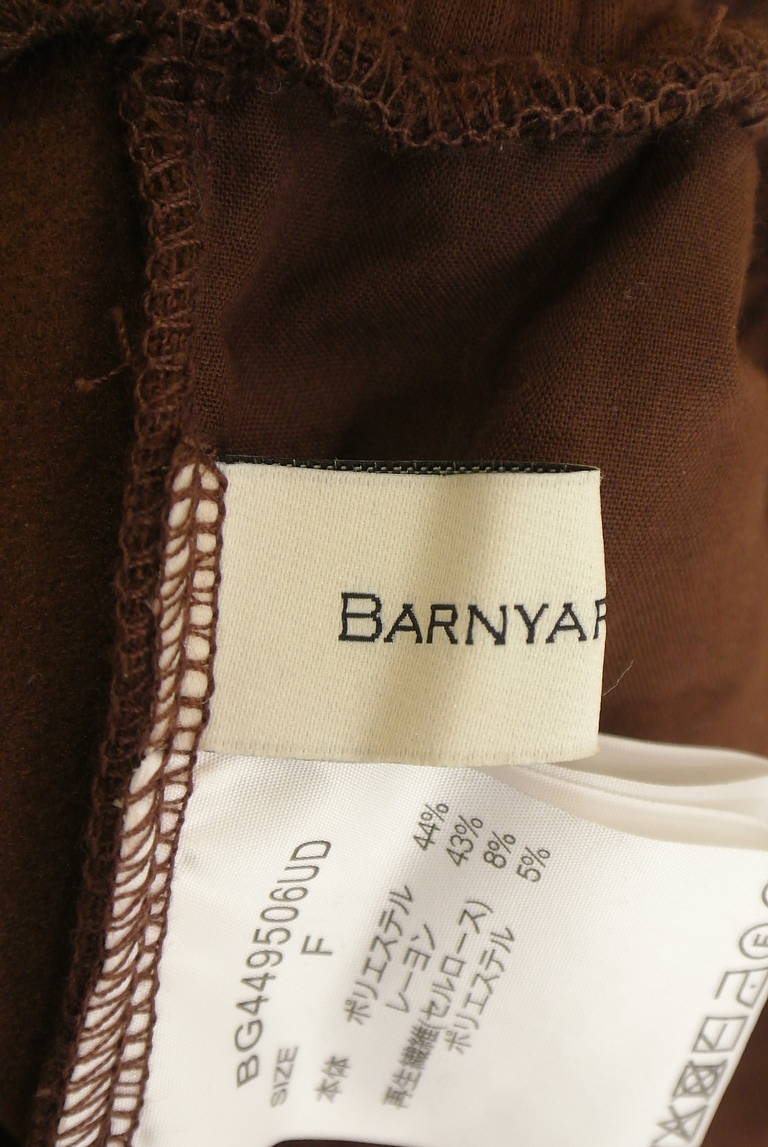 BARNYAR
BG449506UD
SIZE F
本体 ポリエステル 44%
レーヨン 43%
再生繊維(セルロース) 8%
ポリエステル 5%